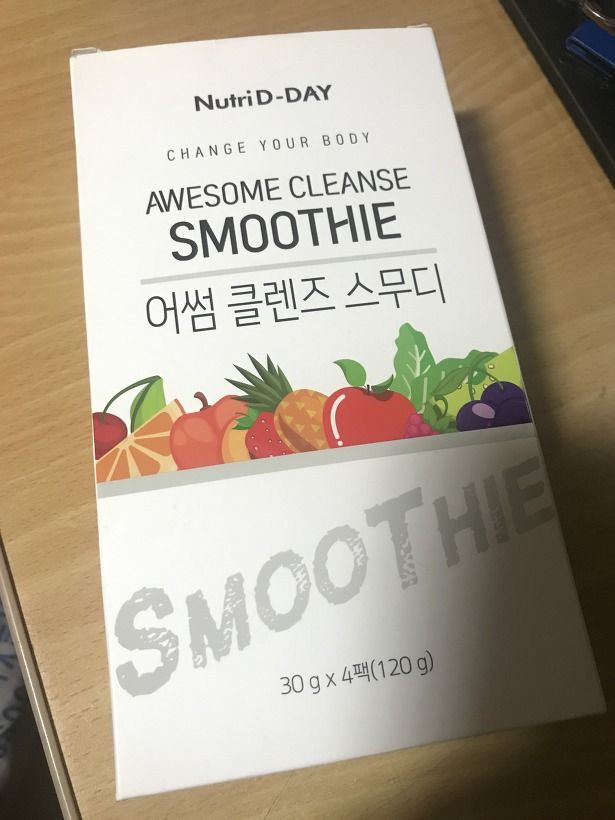 NutriD-DAY
CHANGE YOUR BODY
AWESOME CLEANSE
SMOOTHIE
어썸 클렌즈 스무디
SMOOTHIE
30 g x 4팩(120 g)